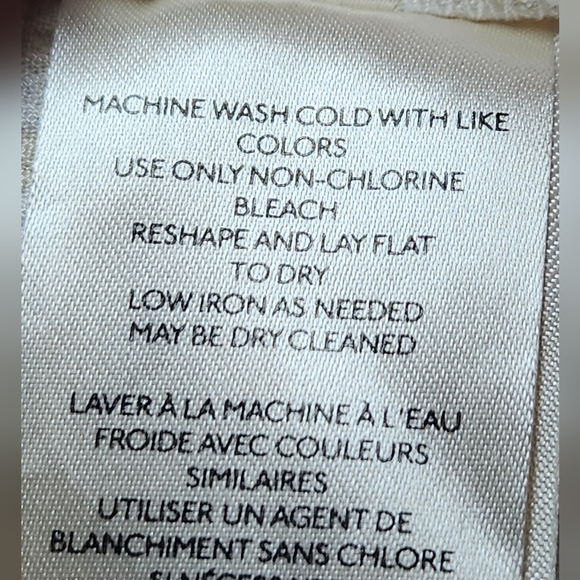 MACHINE WASH COLD WITH LIKE
COLORS
USE ONLY NON-CHLORINE
BLEACH
RESHAPE AND LAY FLAT
TO DRY
LOW IRON AS NEEDED
MAY BE DRY CLEANED
LAVER À LA MACHINE À L'EAU
FROIDE AVEC COULEURS
SIMILAIRES
UTILISER UN AGENT DE
BLANCHIMENT SANS CHLORE